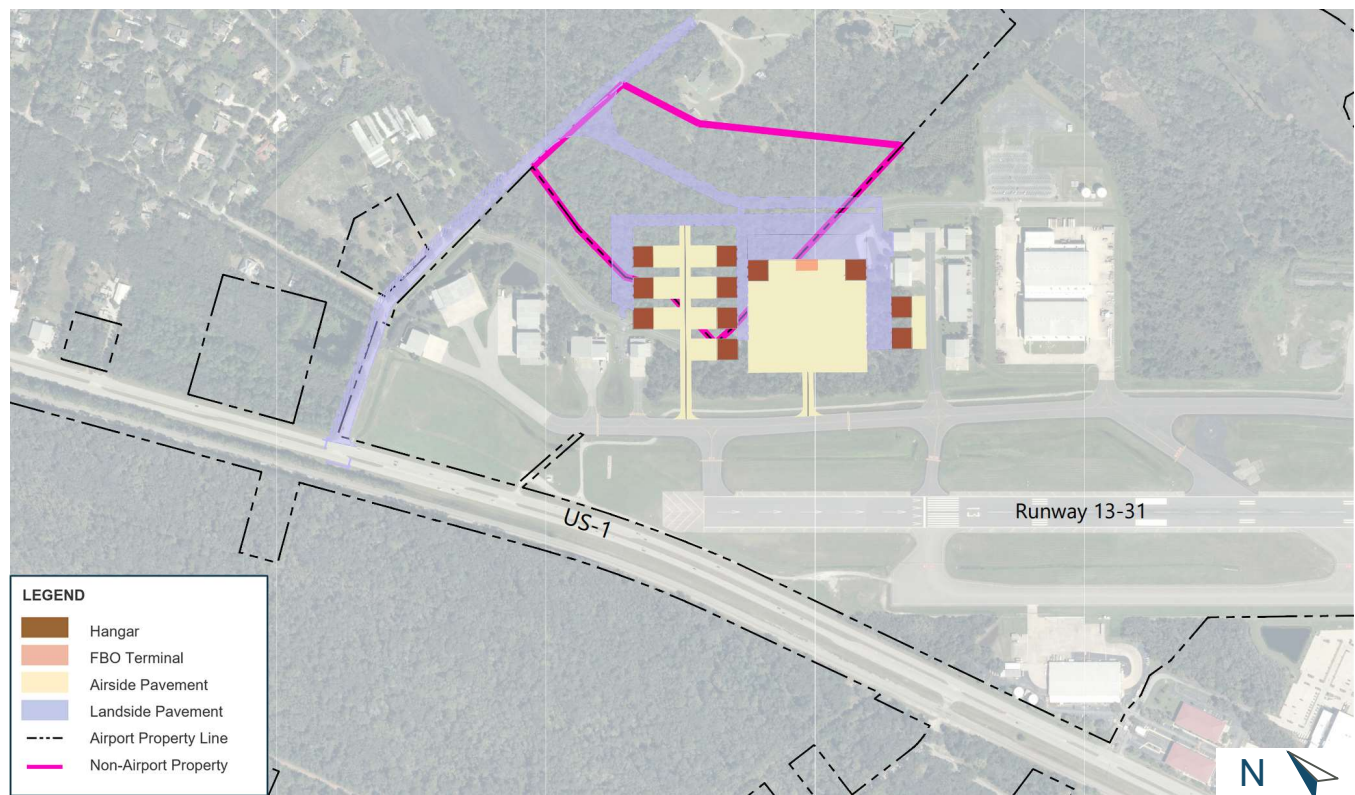 US-1
Runway 13-31
LEGEND
Hangar
FBO Terminal
Airside Pavement
Landside Pavement
Airport Property Line
Non-Airport Property
N